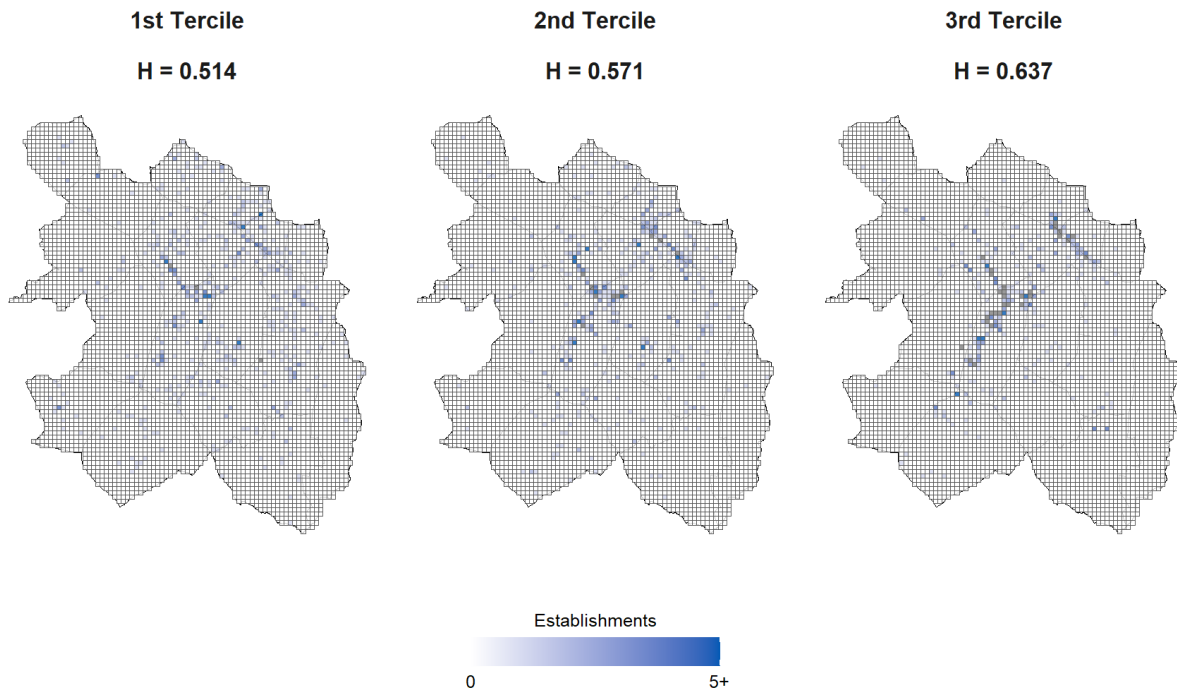 1st Tercile
H = 0.514
2nd Tercile
H = 0.571
3rd Tercile
H = 0.637
Establishments
0
5+